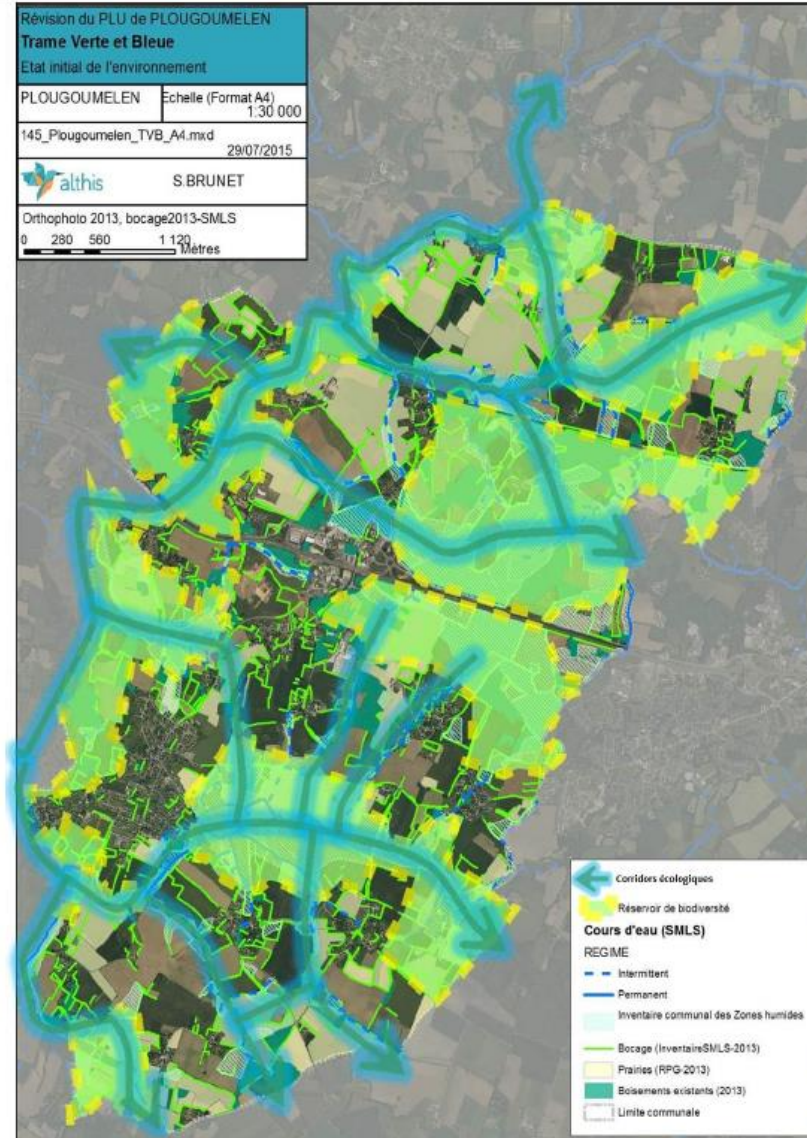 Révision du PLU de PLOUGOUMELEN
Trame Verte et Bleue
Etat initial de l'environnement
PLOUGOUMELEN
Echelle (Format A4)
1:30 000
145_Plougoumelen_TVB_A4.mxd
29/07/2015
althis
S.BRUNET
Orthophoto 2013, bocage2013-SMLS
0 280 560 1 120
Mètres
Corridors écologiques
Réservoir de biodiversité
Cours d'eau (SMLS)
REGIME
Intermittent
Permanent
Inventaire communal des Zones humides
Bocage (InventaireSMLS-2013)
Prairies (RPG-2013)
Boisements existants (2013)
Limite communale